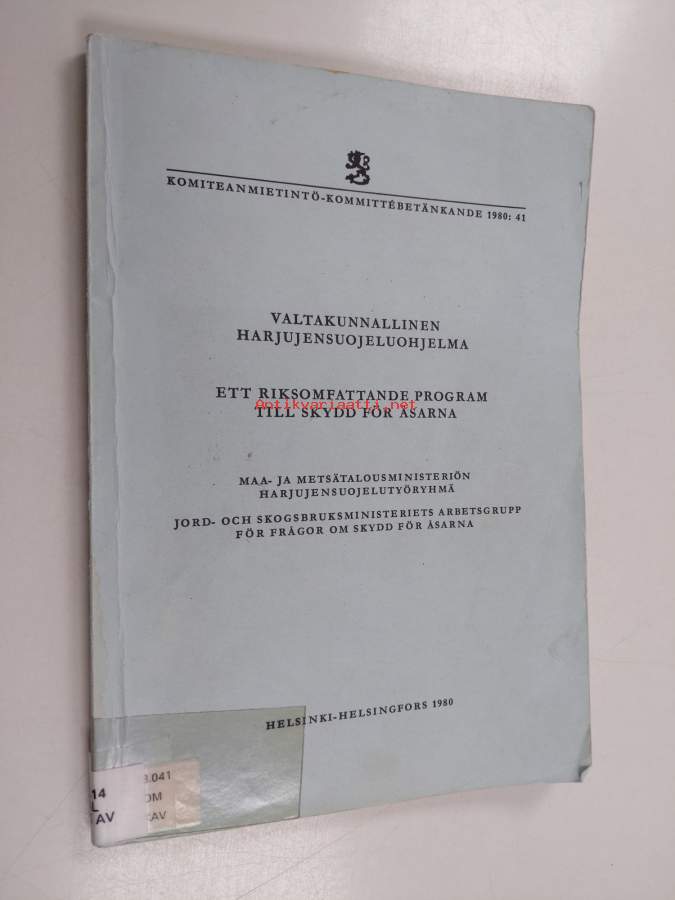 KOMITEANMIETINTÖ-KOMMITTÉBETÄNKANDE 1980: 41
VALTAKUNNALLINEN
HARJUJENSUOJELUOHJELMA
ETT RIKSOMFATTANDE PROGRAM
Antikvariaatti.net
TILL SKYDD FÖR ÅSARNA
MAA- JA METSÄTALOUSMINISTERIÖN
HARJUJENSUOJELUTYÖRYHMÄ
JORD- OCH SKOGSBRUKSMINISTERIETS ARBETSGRUPP
FÖR FRÅGOR OM SKYDD FÖR ÅSARNA
HELSINKI-HELSINGFORS 1980
14
L
AV
.041
OM
AV